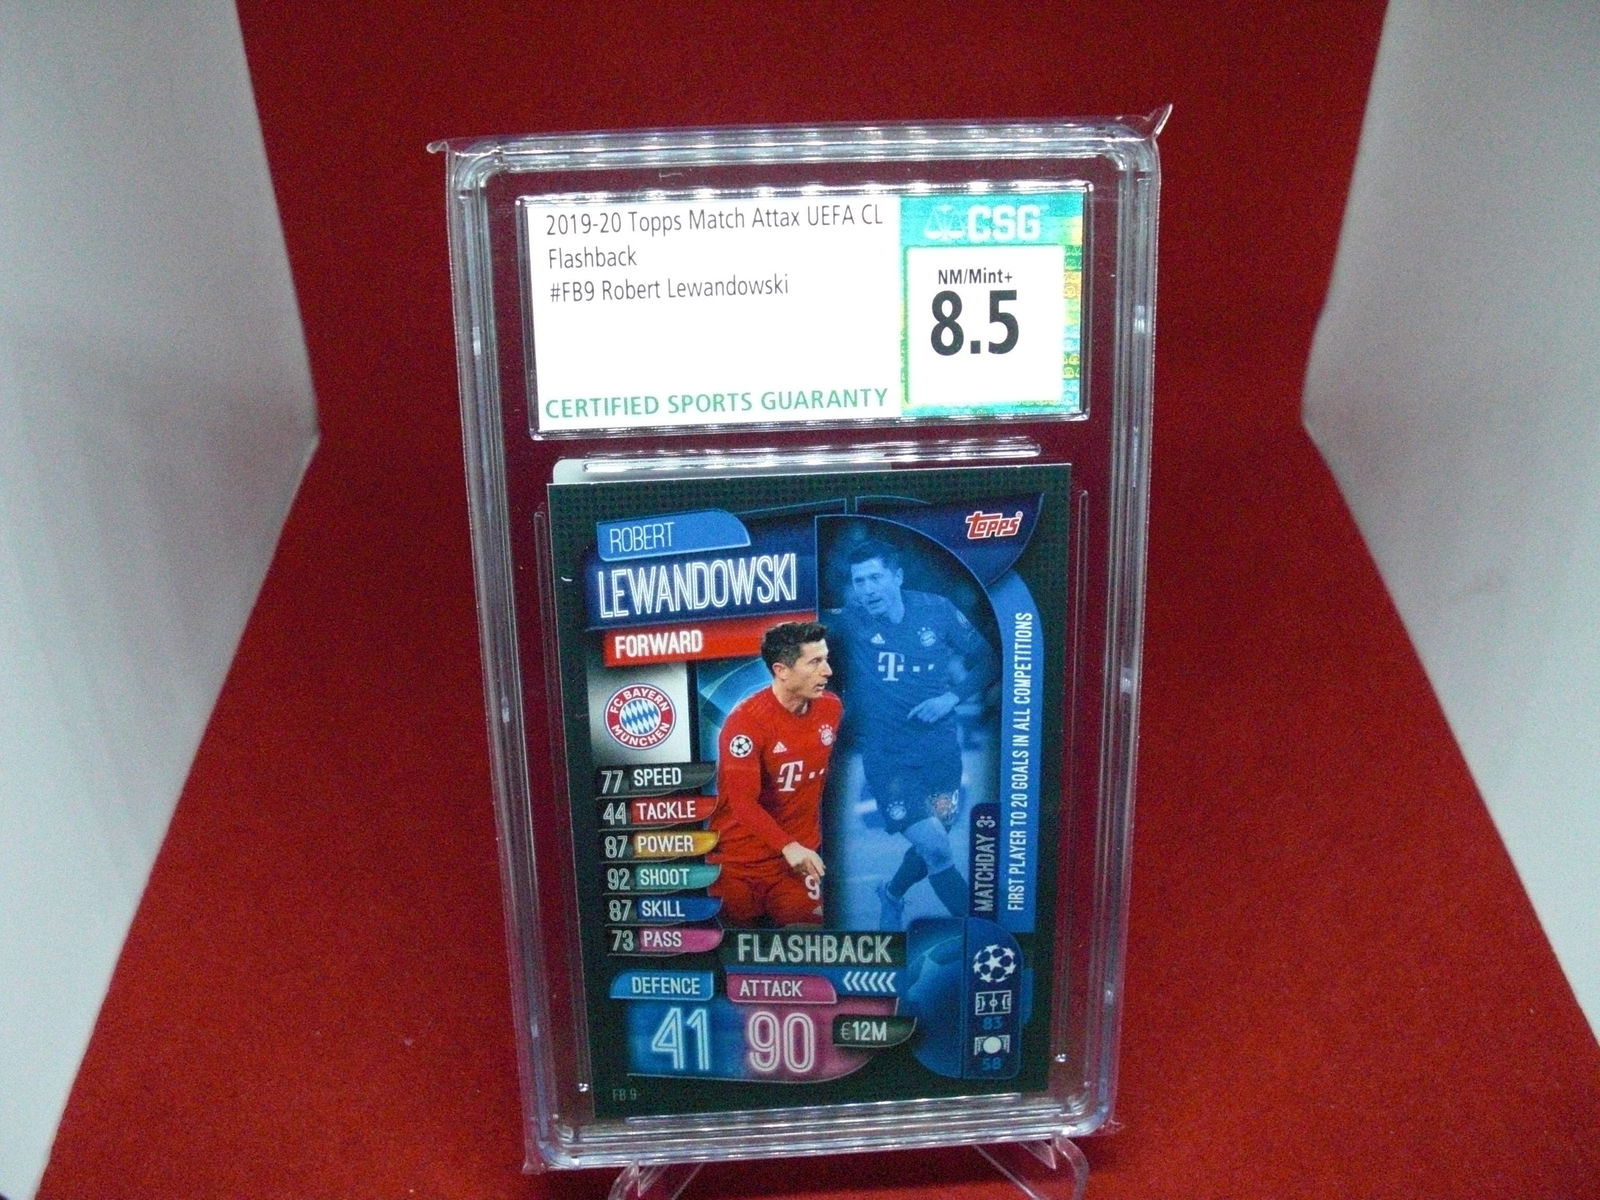 2019-20 Topps Match Attax UEFA CL
Flashback
#FB9 Robert Lewandowski
CERTIFIED SPORTS GUARANTY
CSG
NM/Mint+
8.5
ROBERT
LEWANDOWSKI
FORWARD
Topps
FC BAYERN
MÜNCHEN
77 SPEED
44 TACKLE
87 POWER
92 SHOOT
87 SKILL
73 PASS
T
T
9
MATCHDAY 3:
FIRST PLAYER TO 20 GOALS IN ALL COMPETITIONS
FLASHBACK
DEFENCE
41
ATTACK
90
€12M
83
58
FB 9